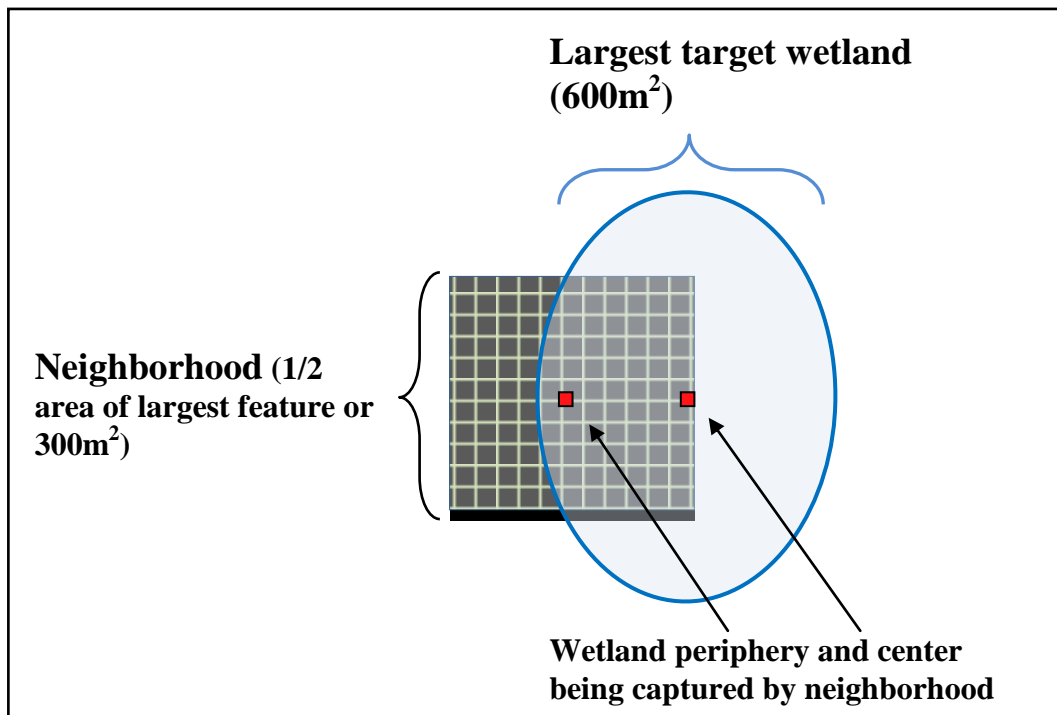 Largest target wetland
(600m²)
Neighborhood (1/2
area of largest feature or
300m²)
Wetland periphery and center
being captured by neighborhood